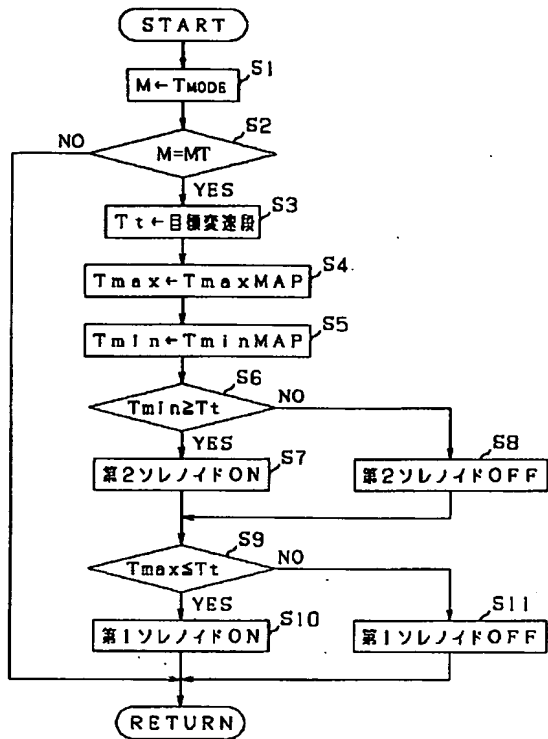 START
S1
M←TMODE
S2
NO
M=MT
YES
S3
Tt←目標変速段
S4
Tmax←TmaxMAP
S5
Tmin←TminMAP
S6
NO
Tmin≧Tt
YES
S7
第2ソレノイドON
S8
第2ソレノイドOFF
S9
NO
Tmax≦Tt
YES
S10
第1ソレノイドON
S11
第1ソレノイドOFF
RETURN